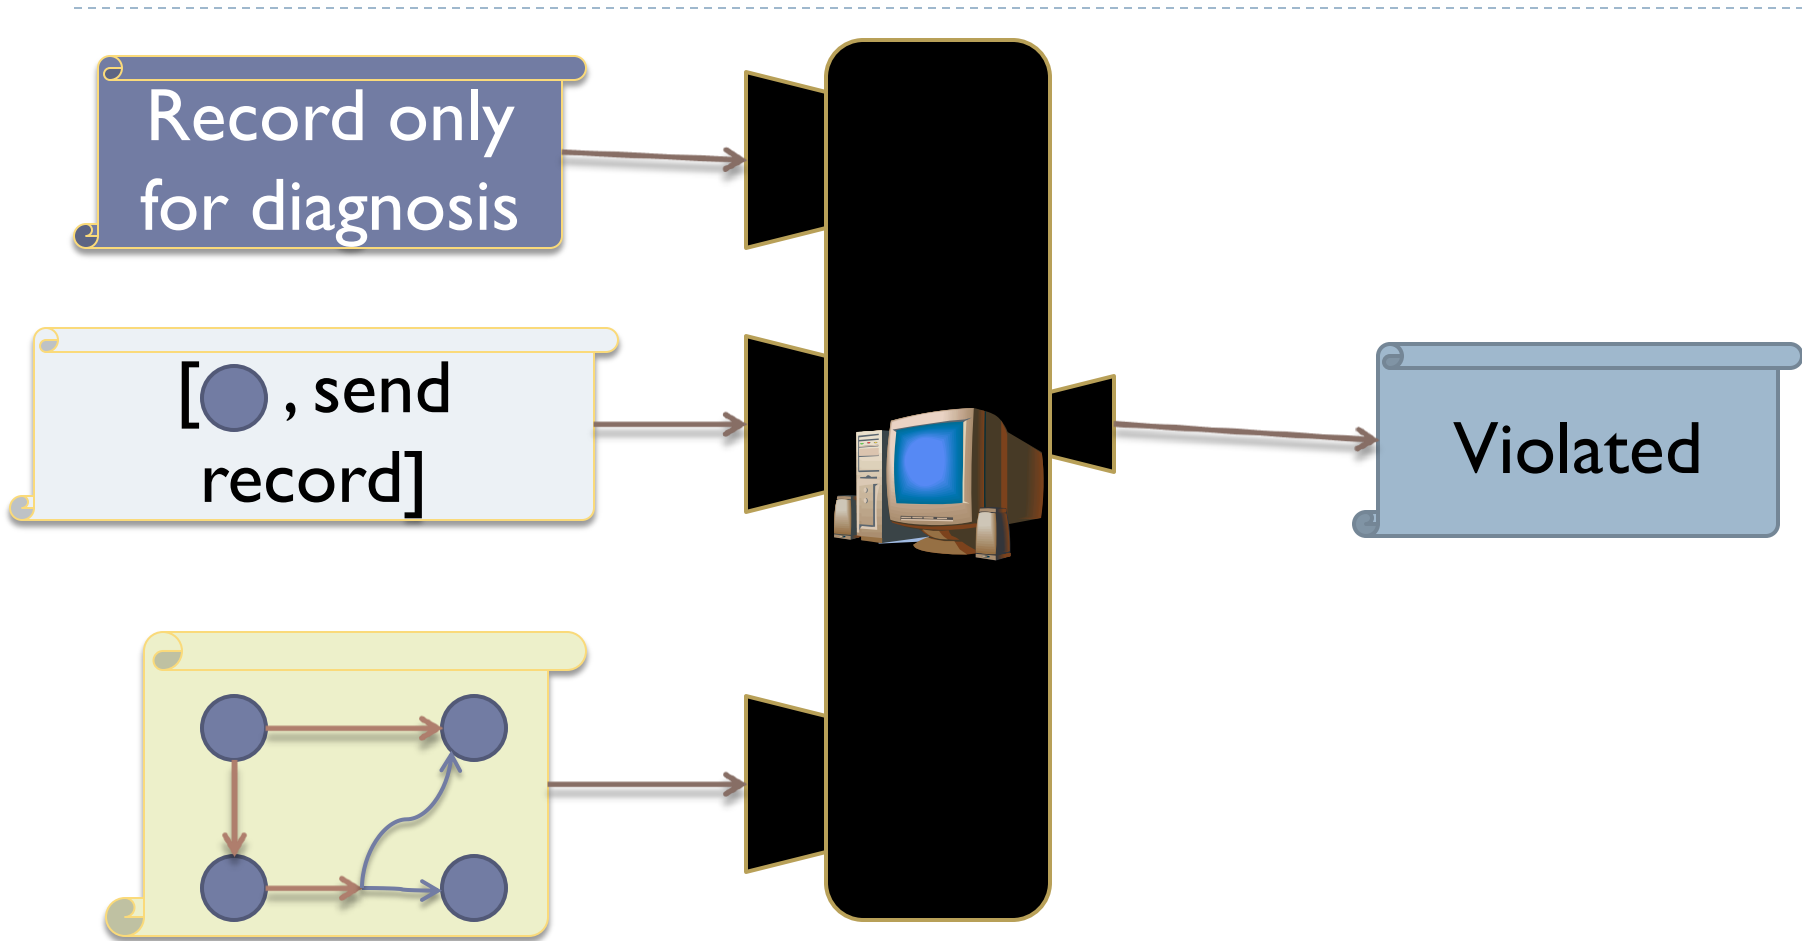 Record only
for diagnosis
[ , send
record]
Violated